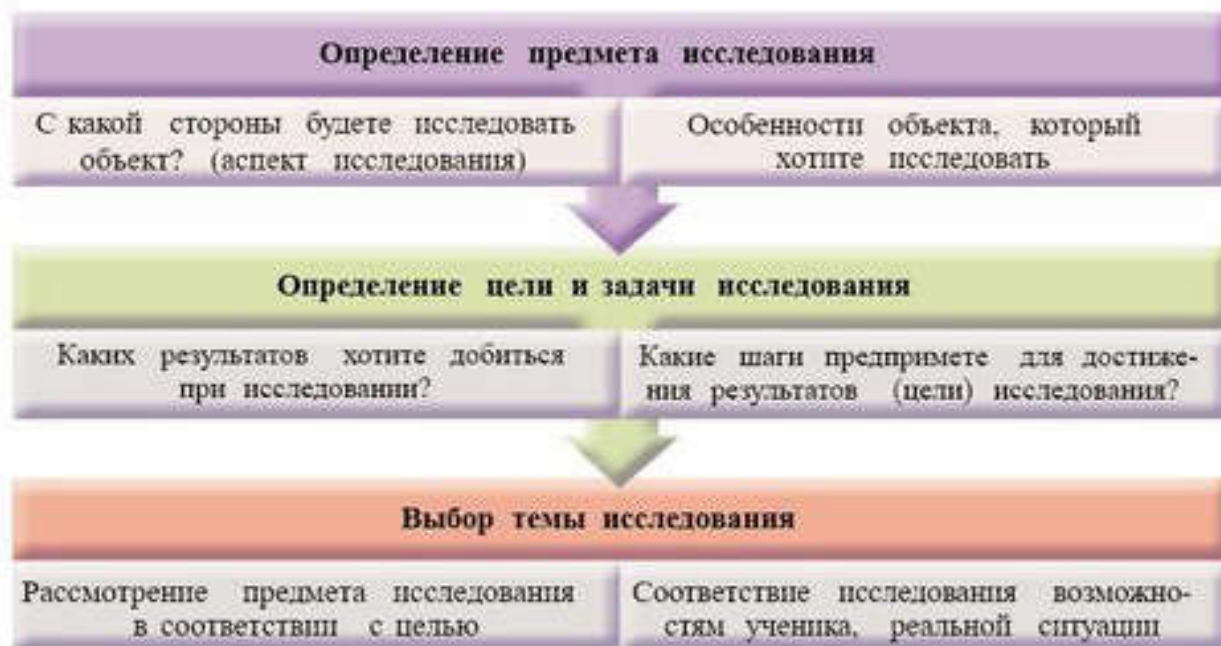 Определение предмета исследования
С какой стороны будете исследовать
объект? (аспект исследования)
Особенности объекта, который
хотите исследовать
Определение цели и задачи исследования
Каких результатов хотите добиться
при исследовании?
Какие шаги предпримете для достиже-
ния результатов (цели) исследования?
Выбор темы исследования
Рассмотрение предмета исследования
в соответствии с целью
Соответствие исследования возможно-
стям ученика, реальной ситуации